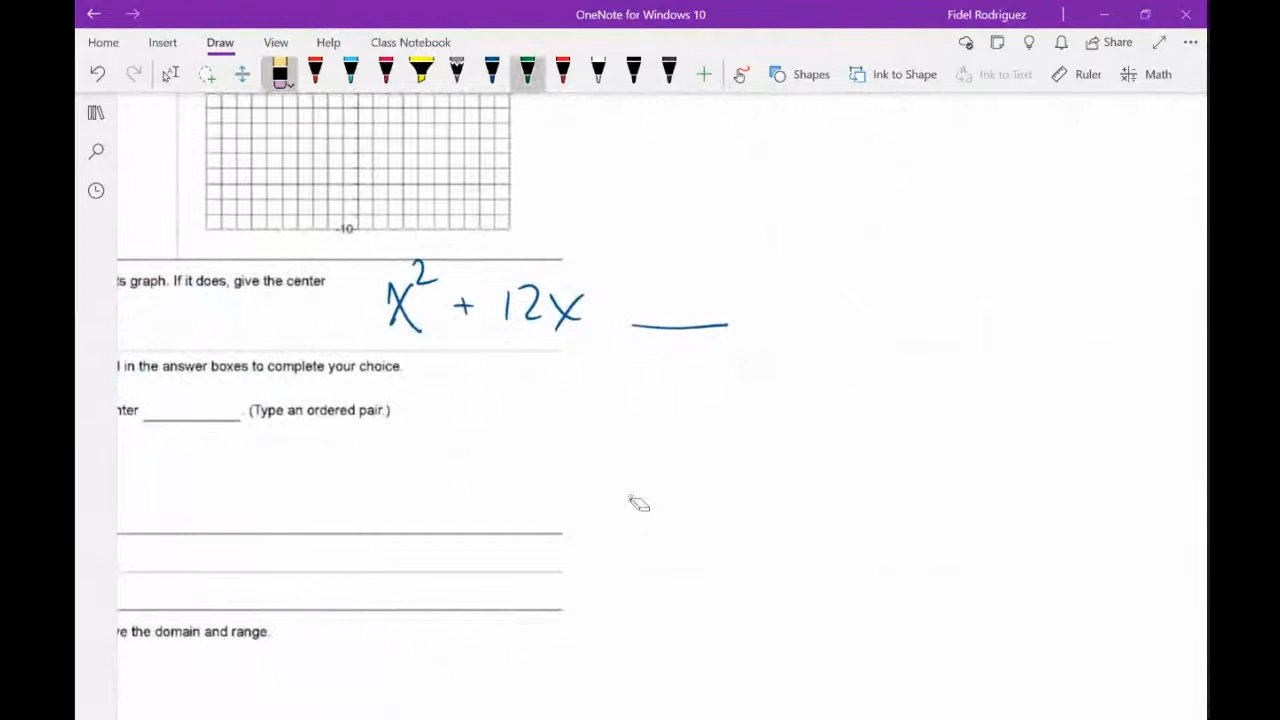 OneNote for Windows 10
Fidel Rodriguez
Home Insert Draw View Help Class Notebook
Share
Shapes Ink to Shape Ink to Text Ruler Math
-10
s graph. If it does, give the center
x² + 12x ____
l in the answer boxes to complete your choice.
nter ____ . (Type an ordered pair.)
ve the domain and range.